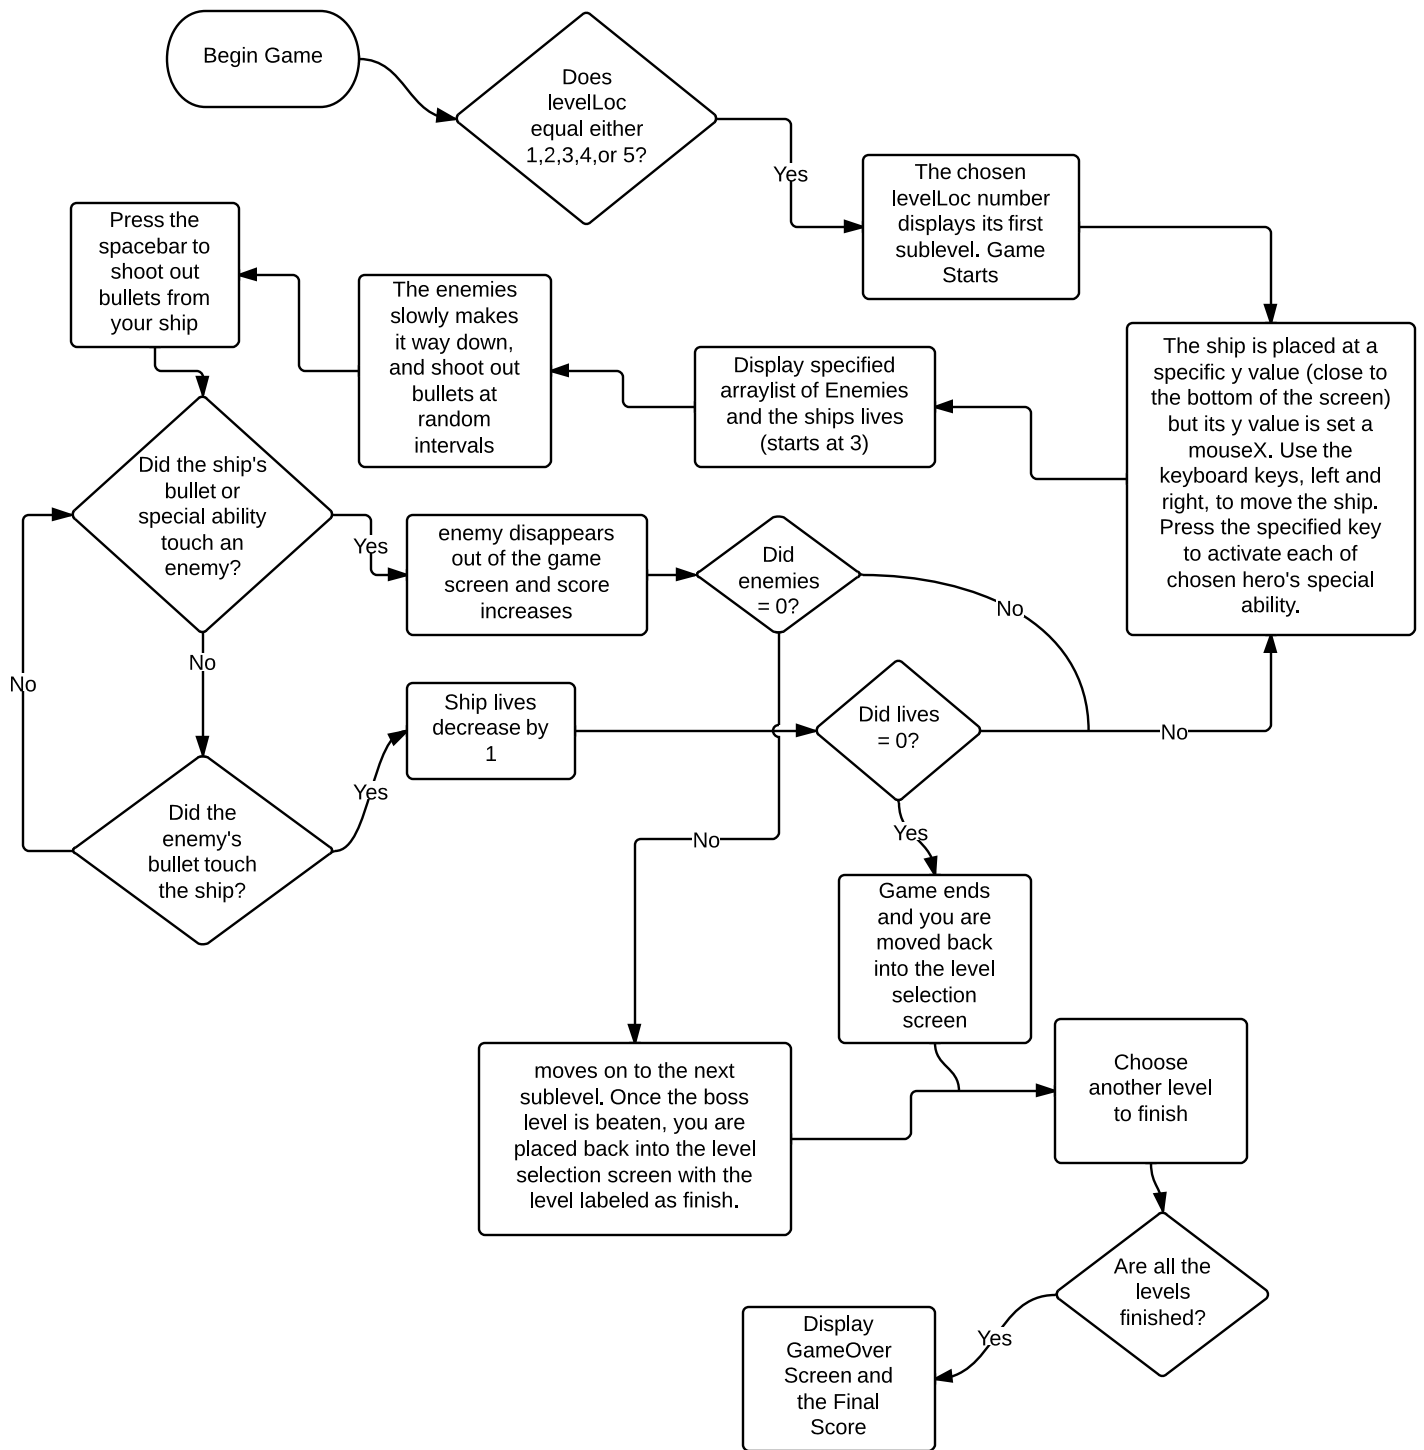 Begin Game
Does
levelLoc
equal either
1,2,3,4,or 5?
Yes
The chosen
levelLoc number
displays its first
sublevel. Game
Starts
Press the
spacebar to
shoot out
bullets from
your ship
The enemies
slowly makes
it way down,
and shoot out
bullets at
random
intervals
Display specified
arraylist of Enemies
and the ships lives
(starts at 3)
The ship is placed at a
specific y value (close to
the bottom of the screen)
but its y value is set a
mouseX. Use the
keyboard keys, left and
right, to move the ship.
Press the specified key
to activate each of
chosen hero's special
ability.
Did the ship's
bullet or
special ability
touch an
enemy?
Yes
enemy disappears
out of the game
screen and score
increases
Did
enemies
= 0?
No
No
No
Ship lives
decrease by
1
Did lives
= 0?
No
Did the
enemy's
bullet touch
the ship?
Yes
No
Yes
Game ends
and you are
moved back
into the level
selection
screen
moves on to the next
sublevel. Once the boss
level is beaten, you are
placed back into the level
selection screen with the
level labeled as finish.
Choose
another level
to finish
Are all the
levels
finished?
Yes
Display
GameOver
Screen and
the Final
Score